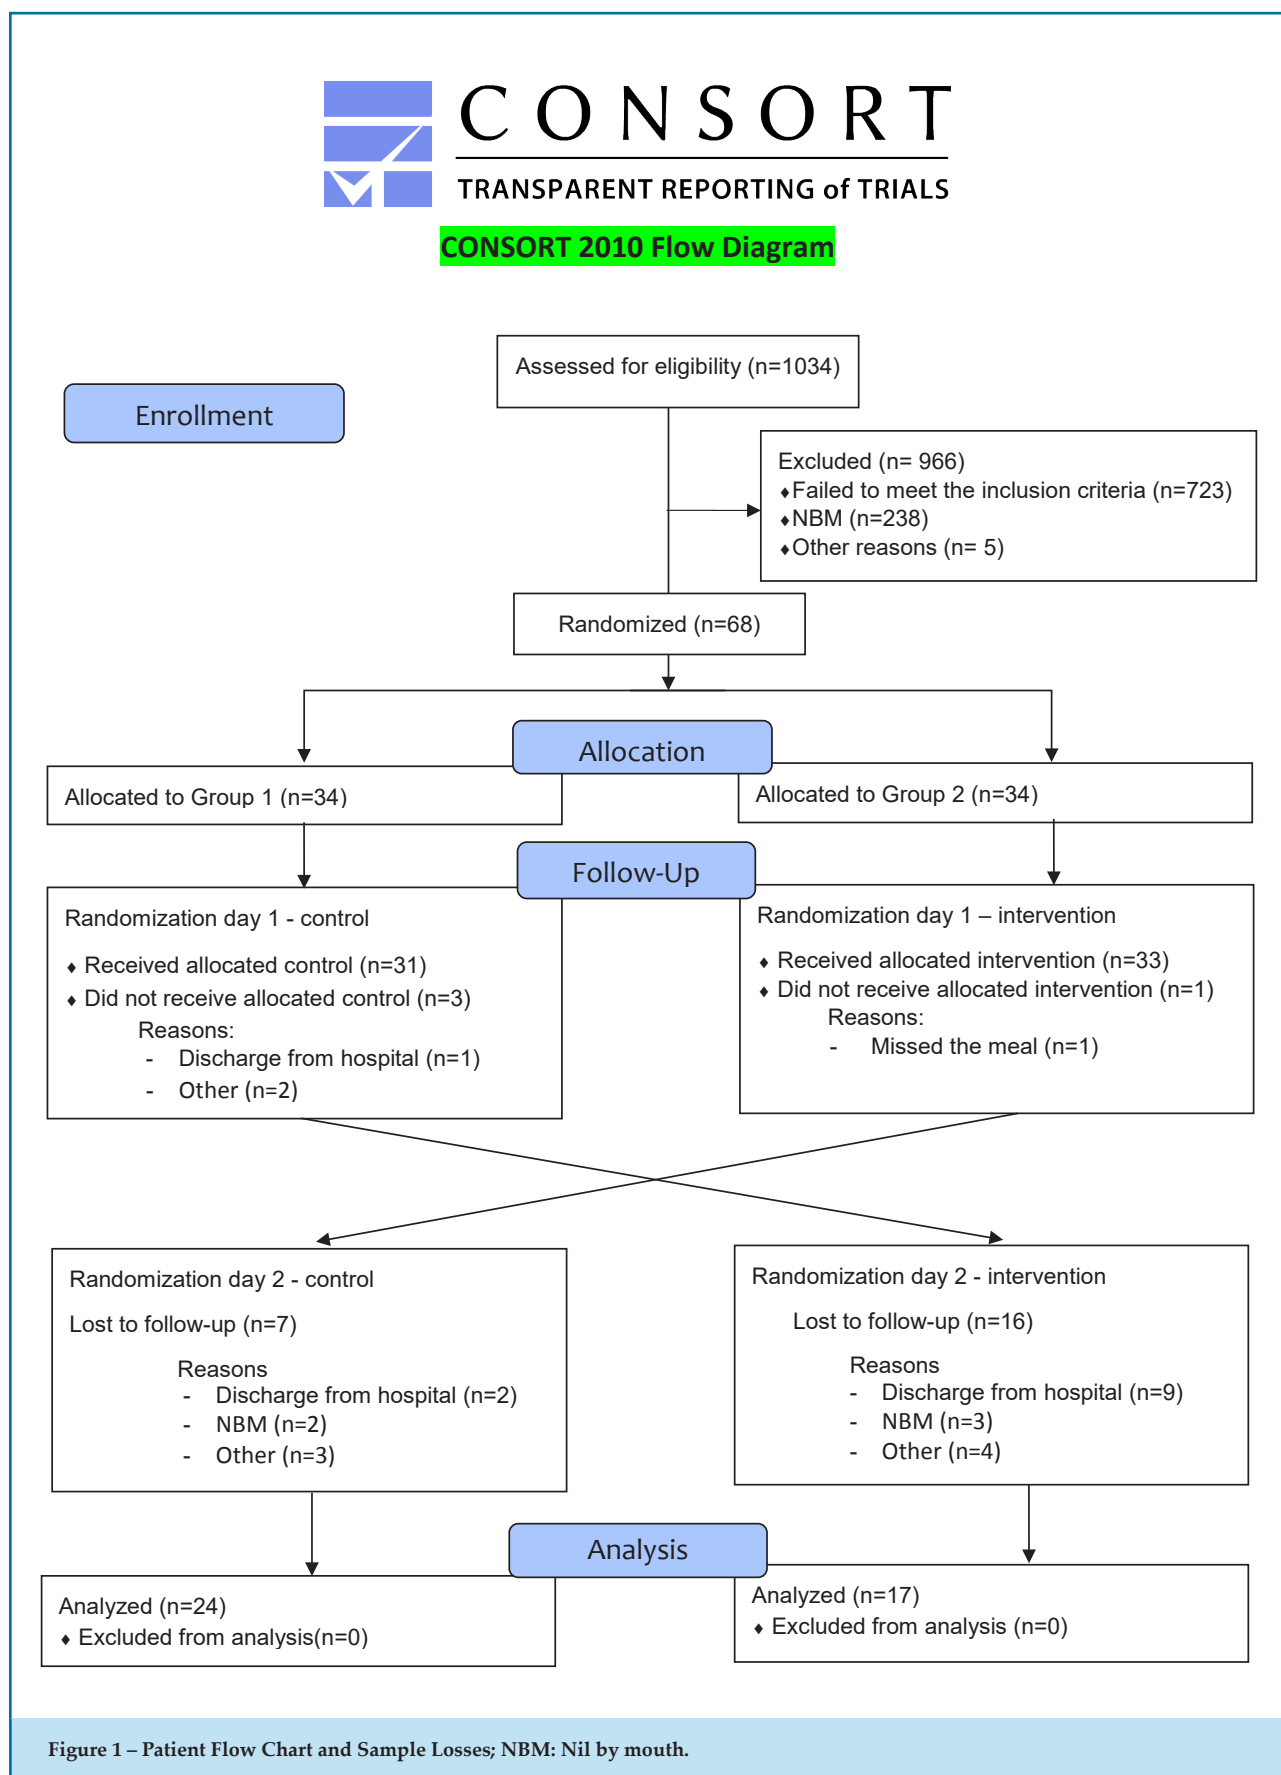 CONSORT
TRANSPARENT REPORTING of TRIALS
CONSORT 2010 Flow Diagram
Assessed for eligibility (n=1034)
Enrollment
Excluded (n= 966)
♦Failed to meet the inclusion criteria (n=723)
♦NBM (n=238)
♦Other reasons (n= 5)
Randomized (n=68)
Allocation
Allocated to Group 1 (n=34)
Allocated to Group 2 (n=34)
Follow-Up
Randomization day 1 - control
♦ Received allocated control (n=31)
♦ Did not receive allocated control (n=3)
Reasons:
- Discharge from hospital (n=1)
- Other (n=2)
Randomization day 1 – intervention
♦ Received allocated intervention (n=33)
♦ Did not receive allocated intervention (n=1)
Reasons:
- Missed the meal (n=1)
Randomization day 2 - control
Lost to follow-up (n=7)
Reasons
- Discharge from hospital (n=2)
- NBM (n=2)
- Other (n=3)
Randomization day 2 - intervention
Lost to follow-up (n=16)
Reasons
- Discharge from hospital (n=9)
- NBM (n=3)
- Other (n=4)
Analysis
Analyzed (n=24)
♦ Excluded from analysis(n=0)
Analyzed (n=17)
♦ Excluded from analysis (n=0)
Figure 1 – Patient Flow Chart and Sample Losses; NBM: Nil by mouth.